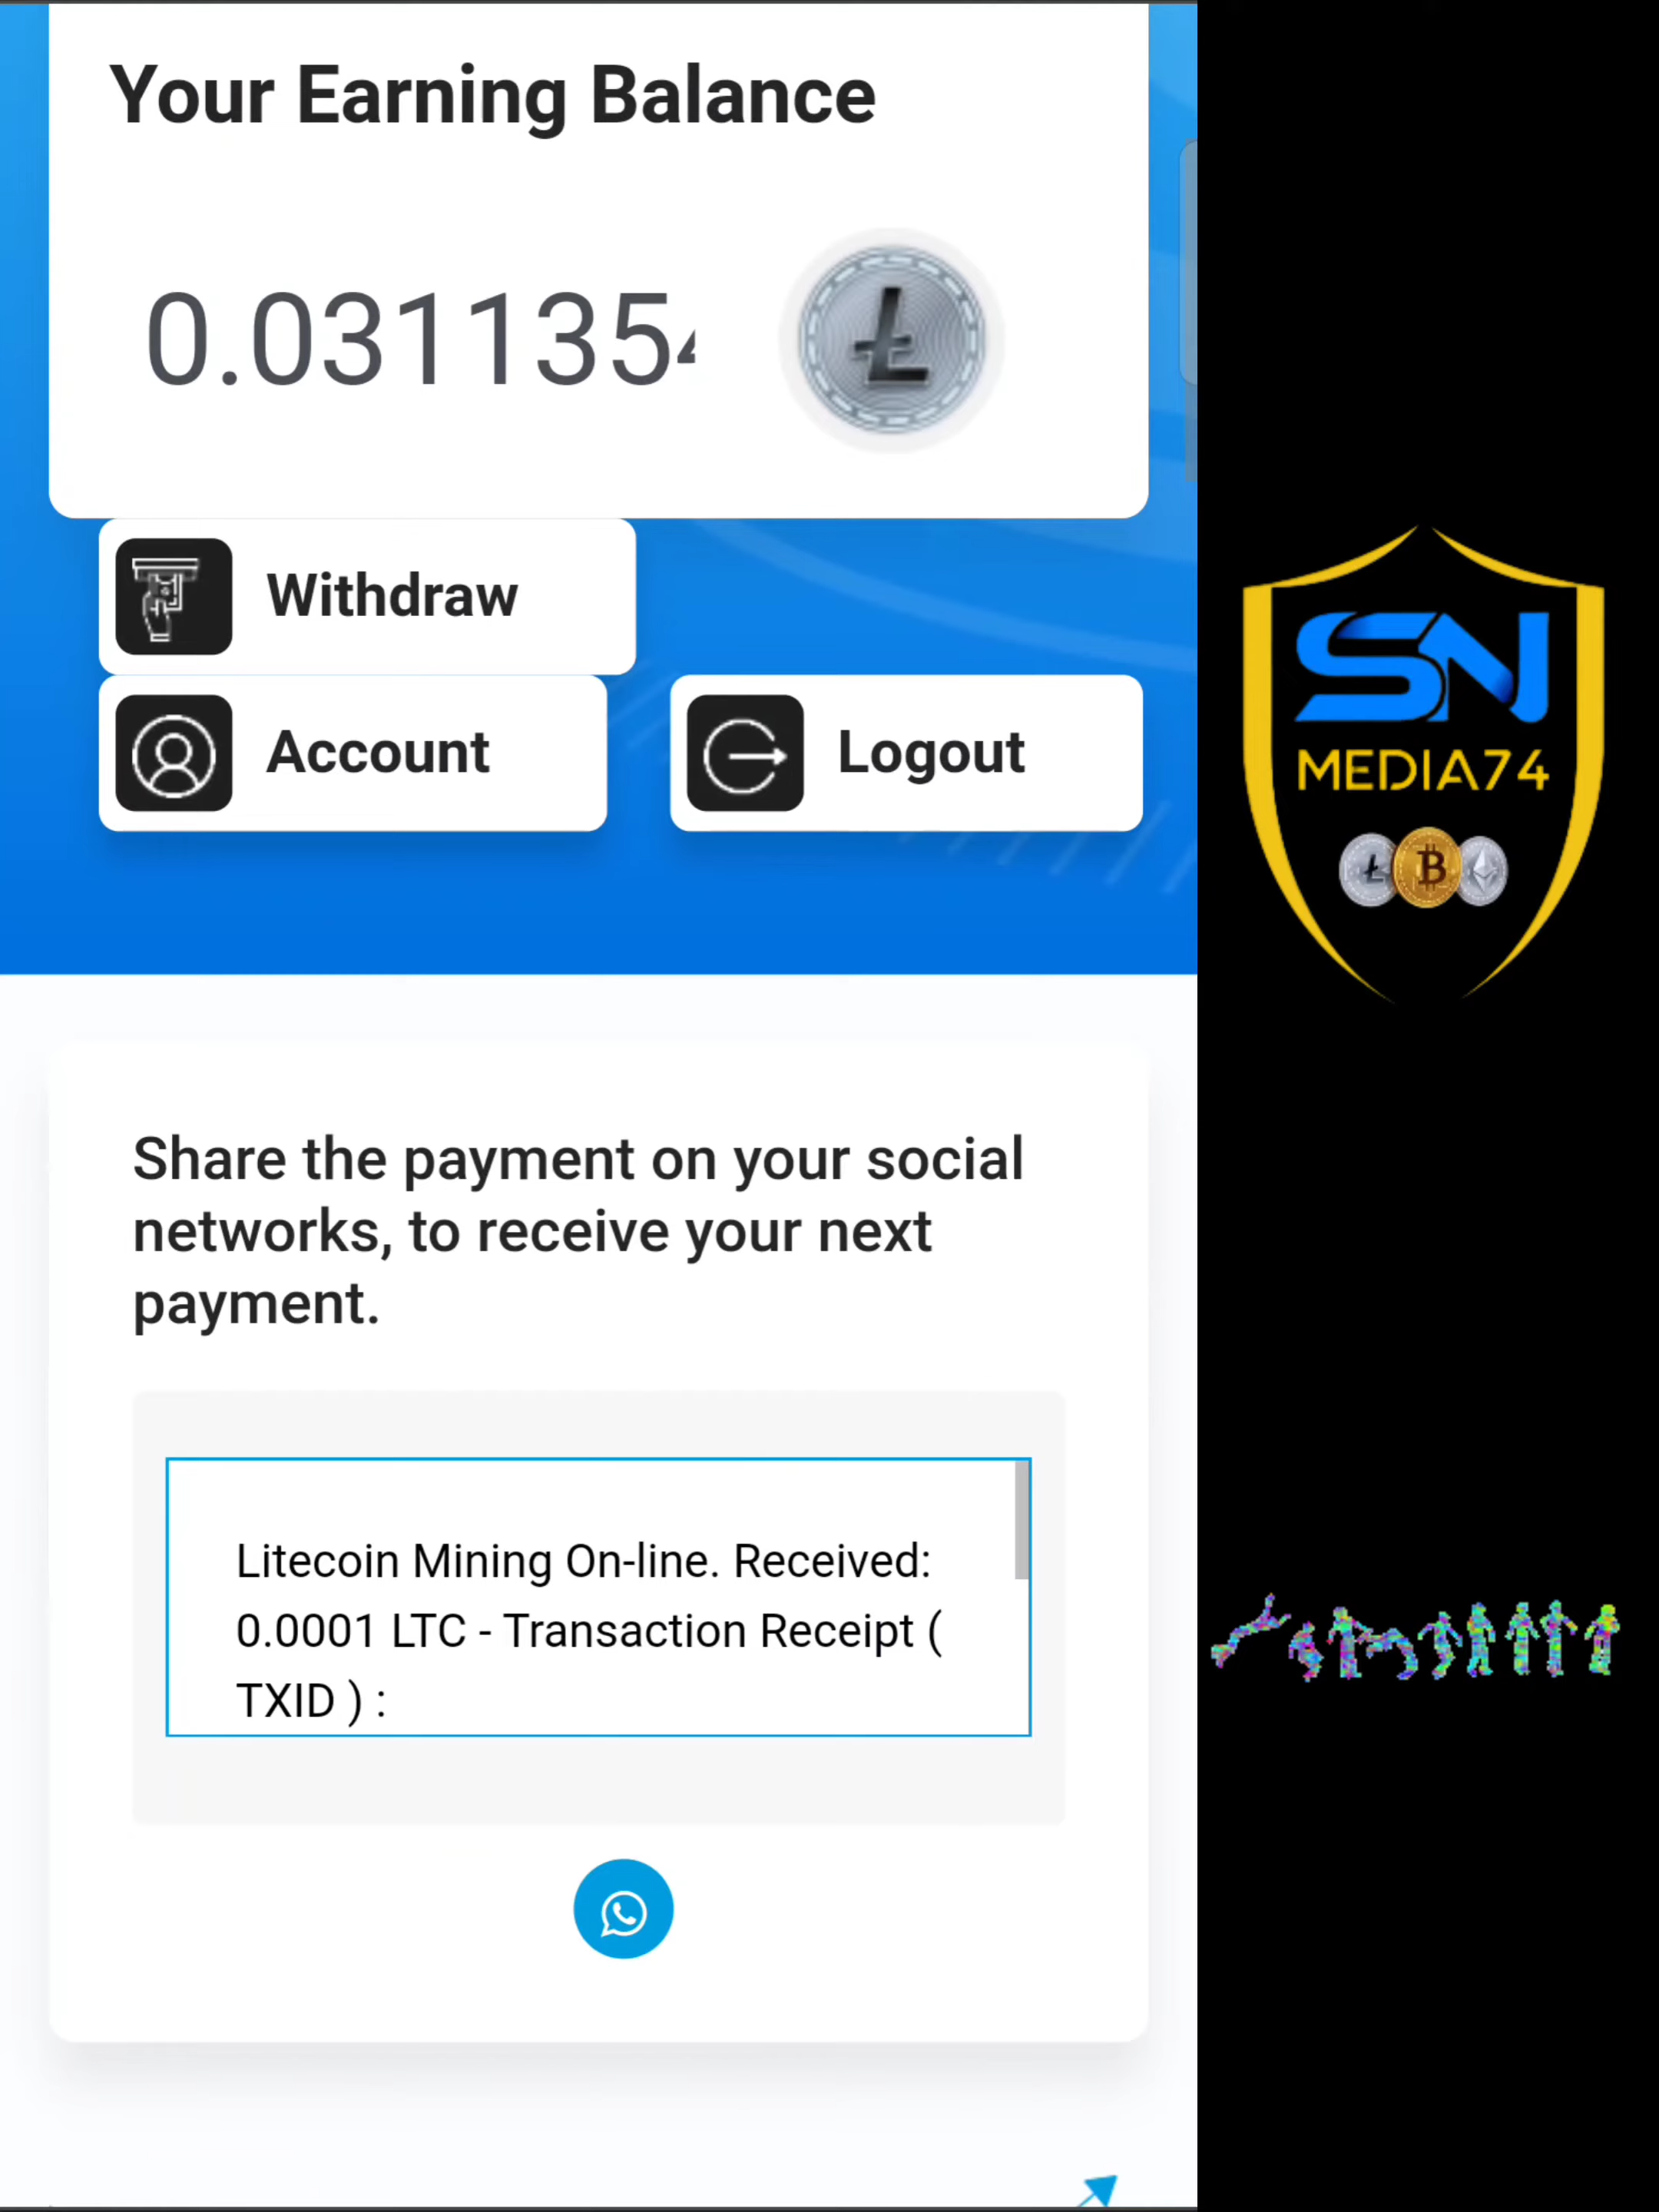 Your Earning Balance
0.031135
Withdraw
Account
Logout
Share the payment on your social
networks, to receive your next
payment.
Litecoin Mining On-line. Received:
0.0001 LTC - Transaction Receipt (
TXID ) :
SN
MEDIA74